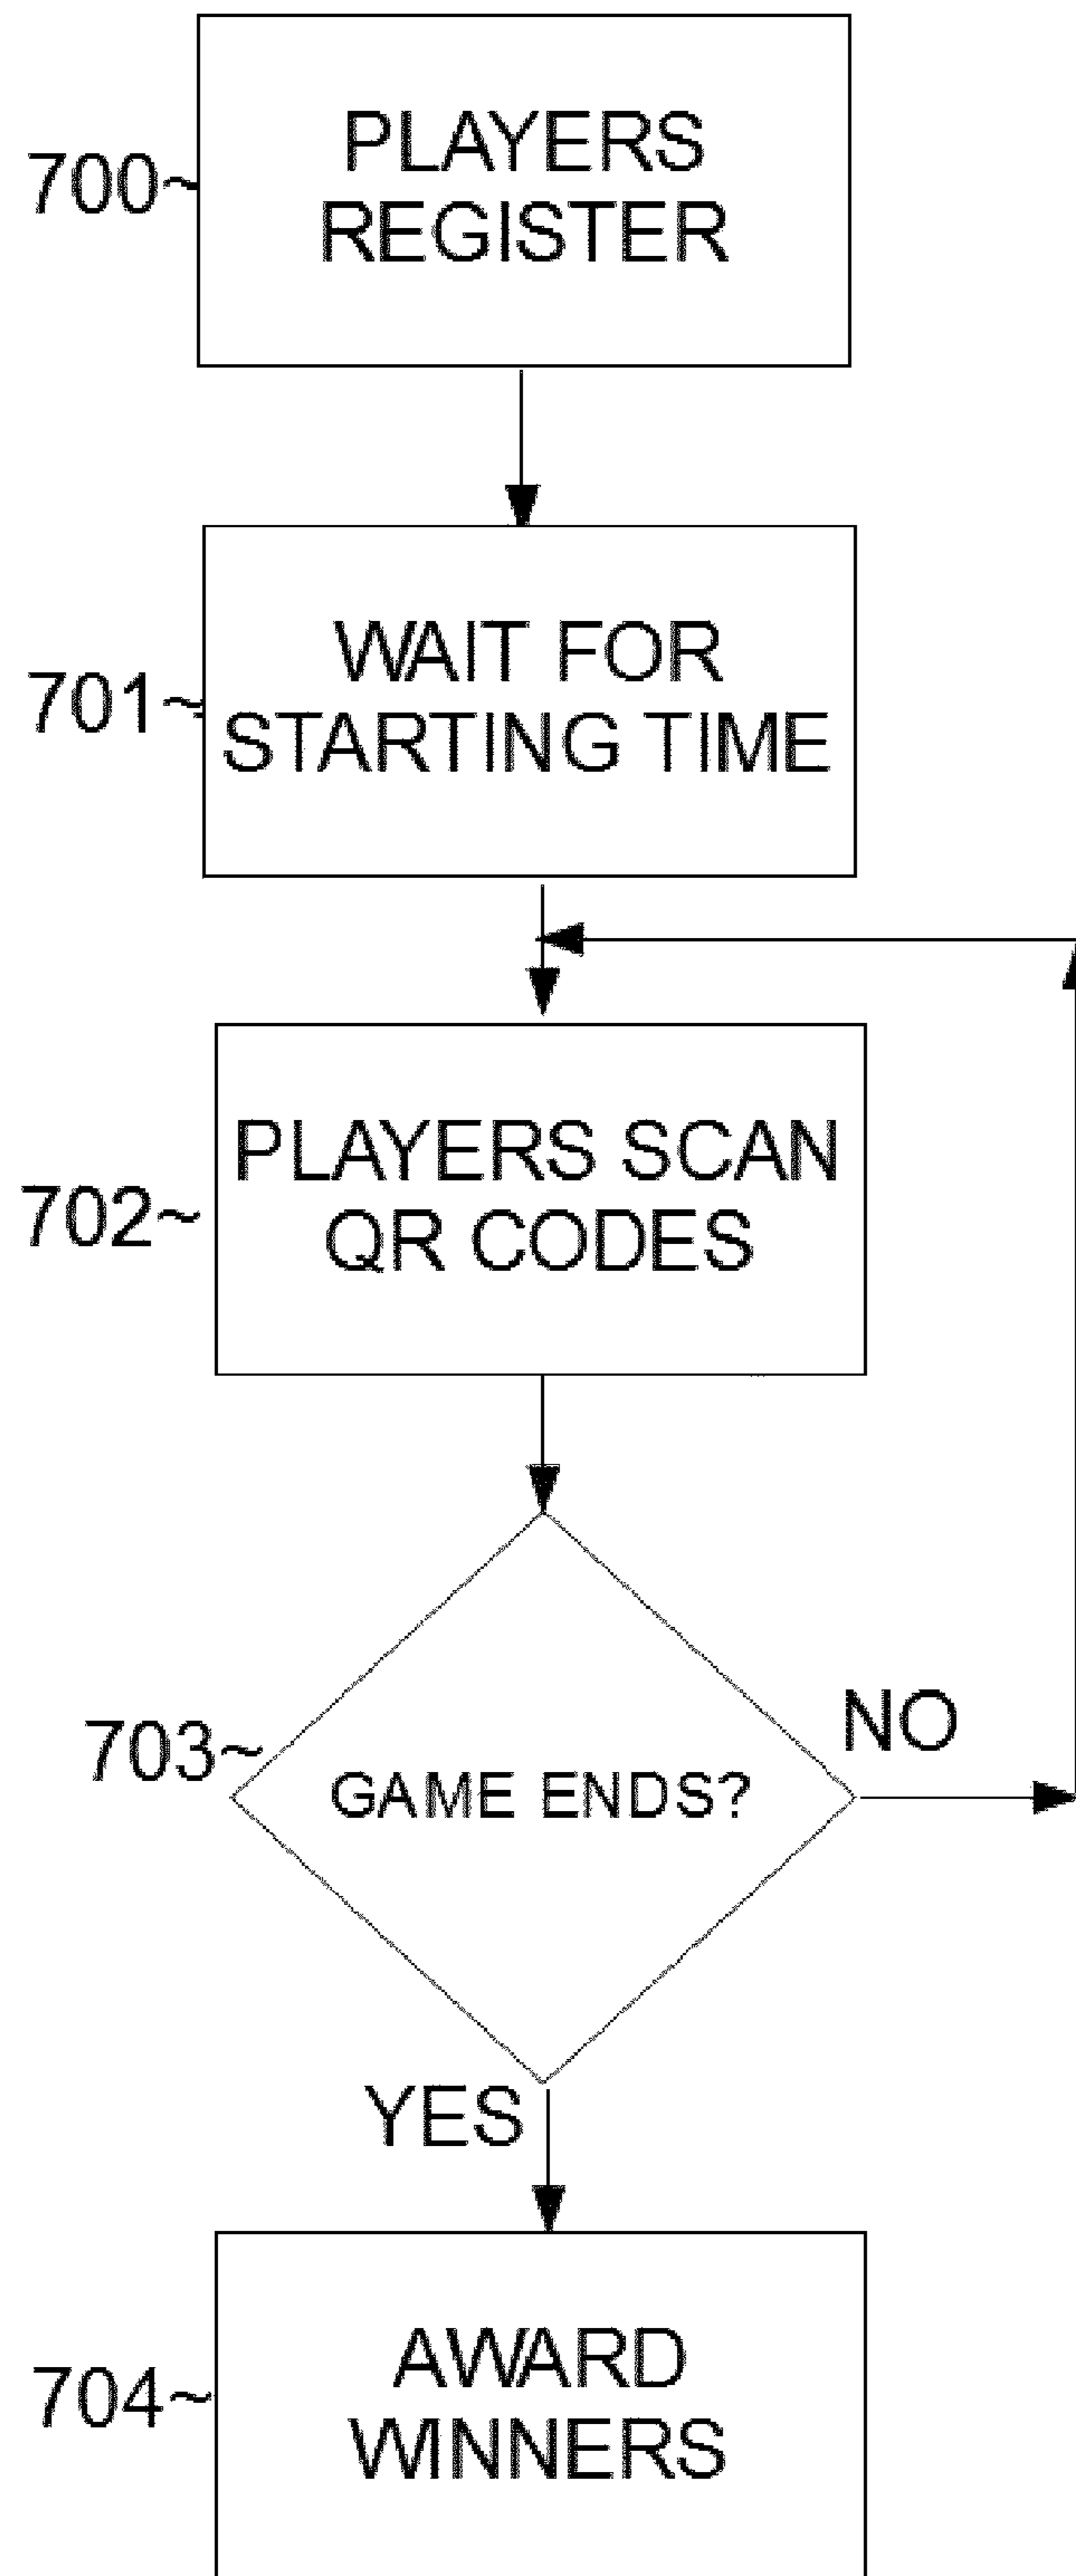 700~
PLAYERS
REGISTER
701~
WAIT FOR
STARTING TIME
702~
PLAYERS SCAN
QR CODES
703~
GAME ENDS?
NO
YES
704~
AWARD
WINNERS